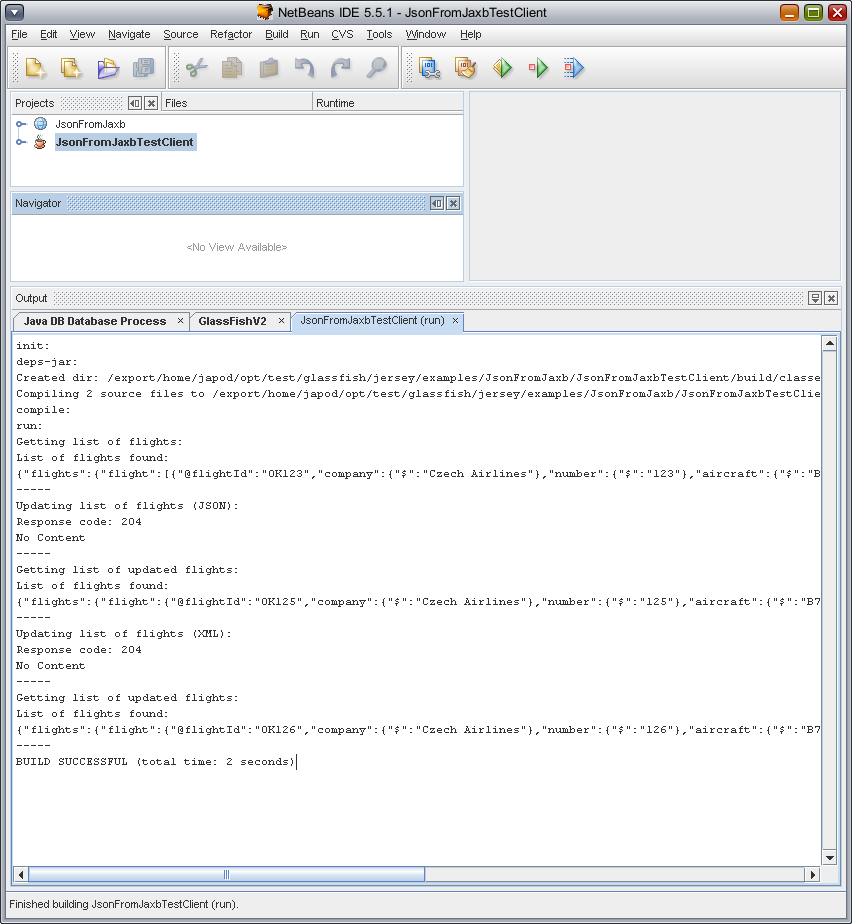 NetBeans IDE 5.5.1 - JsonFromJaxbTestClient
File Edit View Navigate Source Refactor Build Run CVS Tools Window Help
Projects Files Runtime
JsonFromJaxb
JsonFromJaxbTestClient
Navigator
<No View Available>
Output
Java DB Database Process × GlassFishV2 × JsonFromJaxbTestClient (run) ×
init:
deps-jar:
Created dir: /export/home/japod/opt/test/glassfish/jersey/examples/JsonFromJaxb/JsonFromJaxbTestClient/build/classe
Compiling 2 source files to /export/home/japod/opt/test/glassfish/jersey/examples/JsonFromJaxb/JsonFromJaxbTestClie
compile:
run:
Getting list of flights:
List of flights found:
{"flights":{"flight":[{"@flightId":"OK123","company":{"$":"Czech Airlines"},"number":{"$":"123"},"aircraft":{"$":"B
-----
Updating list of flights (JSON):
Response code: 204
No Content
-----
Getting list of updated flights:
List of flights found:
{"flights":{"flight":{"@flightId":"OK125","company":{"$":"Czech Airlines"},"number":{"$":"125"},"aircraft":{"$":"B7
-----
Updating list of flights (XML):
Response code: 204
No Content
-----
Getting list of updated flights:
List of flights found:
{"flights":{"flight":{"@flightId":"OK126","company":{"$":"Czech Airlines"},"number":{"$":"126"},"aircraft":{"$":"B7
-----
BUILD SUCCESSFUL (total time: 2 seconds)
Finished building JsonFromJaxbTestClient (run).